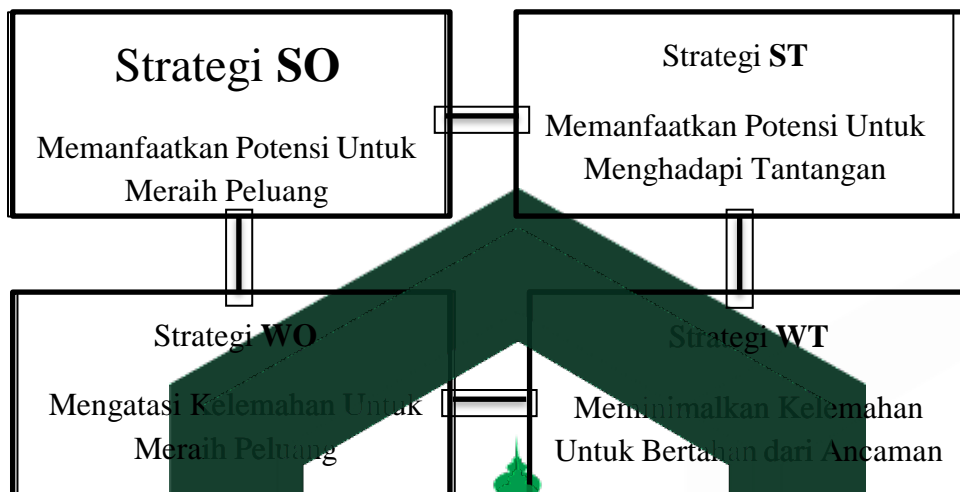 Strategi SO
Memanfaatkan Potensi Untuk
Meraih Peluang
Strategi ST
Memanfaatkan Potensi Untuk
Menghadapi Tantangan
Strategi WO
Mengatasi Kelemahan Untuk
Meraih Peluang
Strategi WT
Meminimalkan Kelemahan
Untuk Bertahan dari Ancaman